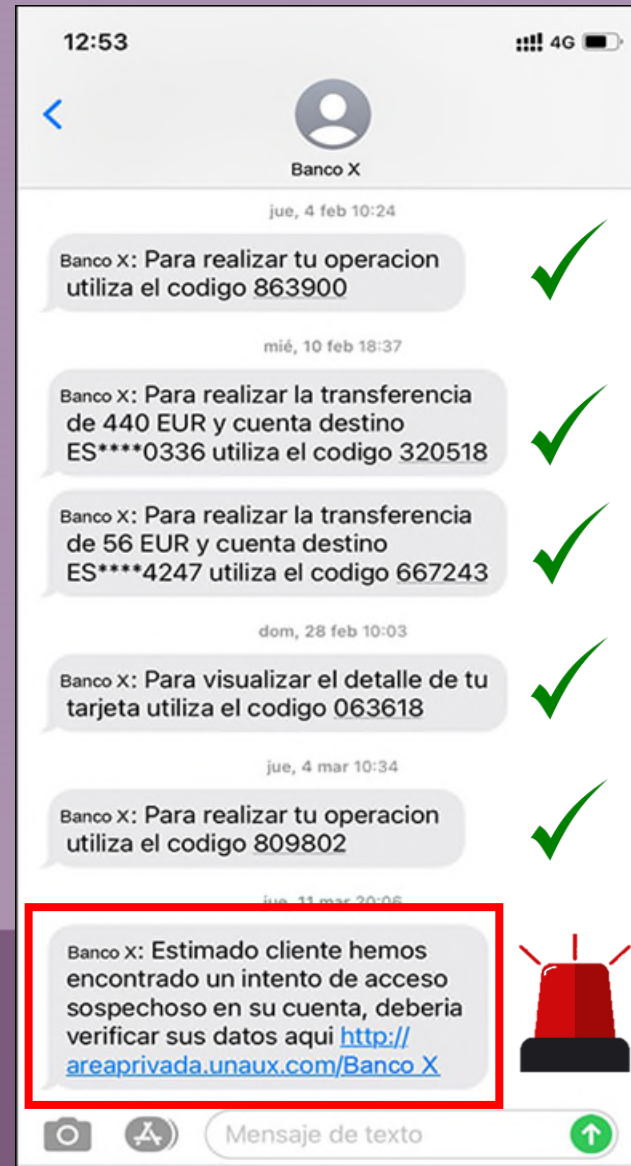 12:53
4G
Banco X
jue, 4 feb 10:24
Banco X: Para realizar tu operacion
utiliza el codigo 863900
mié, 10 feb 18:37
Banco X: Para realizar la transferencia
de 440 EUR y cuenta destino
ES****0336 utiliza el codigo 320518
Banco X: Para realizar la transferencia
de 56 EUR y cuenta destino
ES****4247 utiliza el codigo 667243
dom, 28 feb 10:03
Banco X: Para visualizar el detalle de tu
tarjeta utiliza el codigo 063618
jue, 4 mar 10:34
Banco X: Para realizar tu operacion
utiliza el codigo 809802
jue, 11 mar 20:06
Banco X: Estimado cliente hemos
encontrado un intento de acceso
sospechoso en su cuenta, deberia
verificar sus datos aqui http://
areaprivada.unaux.com/Banco X
Mensaje de texto